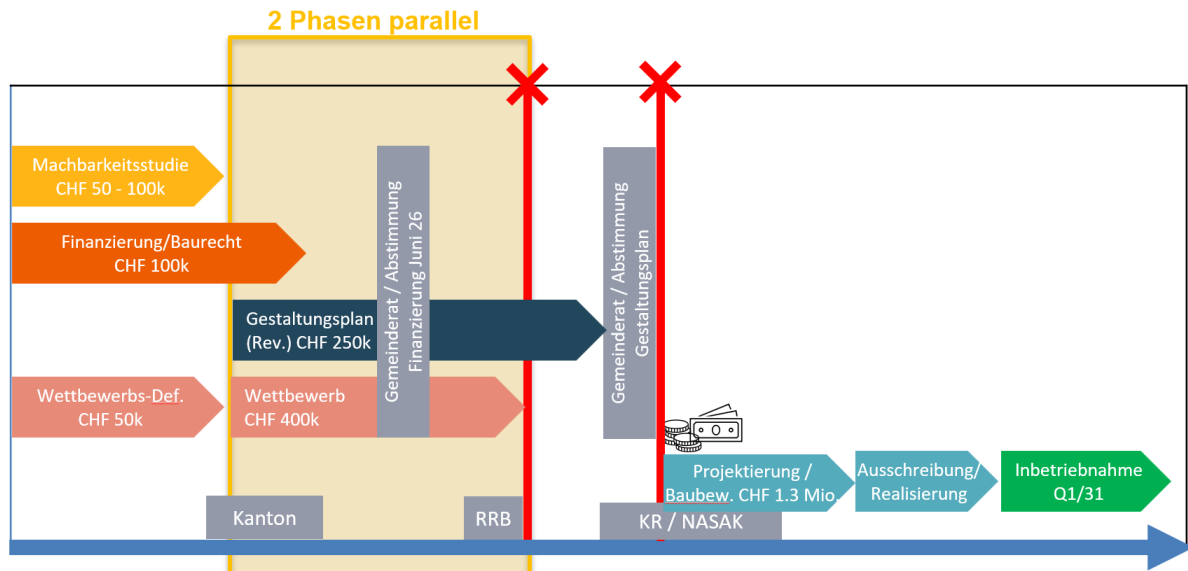 2 Phasen parallel
Machbarkeitsstudie
CHF 50 - 100k
Finanzierung/Baurecht
CHF 100k
Gestaltungsplan
(Rev.) CHF 250k
Gemeinderat / Abstimmung
Finanzierung Juni 26
Gemeinderat / Abstimmung
Gestaltungsplan
Wettbewerbs-Def.
CHF 50k
Wettbewerb
CHF 400k
Projektierung /
Baubew. CHF 1.3 Mio.
Ausschreibung/
Realisierung
Inbetriebnahme
Q1/31
Kanton
RRB
KR / NASAK